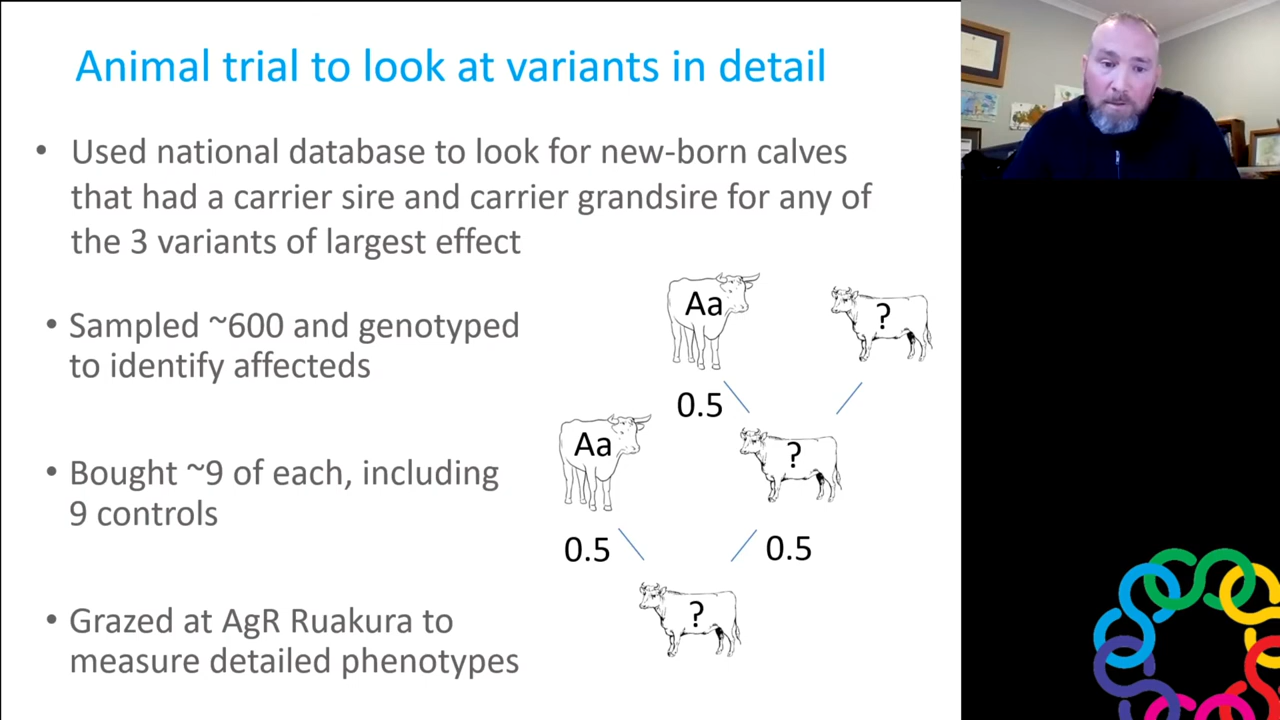 Animal trial to look at variants in detail
• Used national database to look for new-born calves
that had a carrier sire and carrier grandsire for any of
the 3 variants of largest effect
• Sampled ~600 and genotyped
to identify affecteds
• Bought ~9 of each, including
9 controls
• Grazed at AgR Ruakura to
measure detailed phenotypes
Aa
?
0.5
Aa
?
0.5
0.5
?